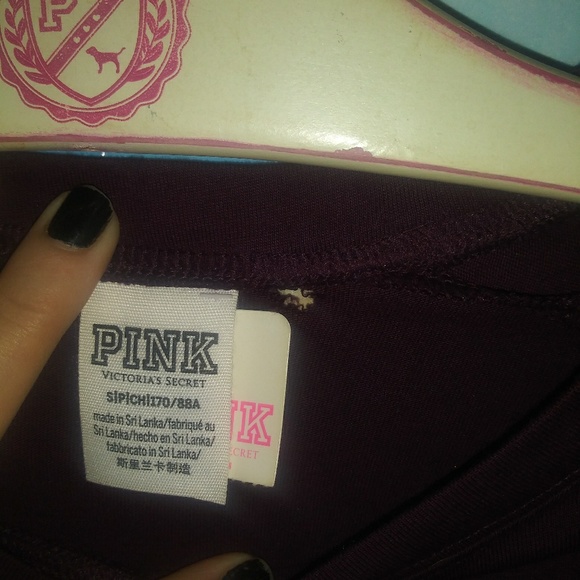 P
PINK
VICTORIA'S SECRET
S|P|CH|170/88A
made in Sri Lanka/fabriqué au
Sri Lanka/hecho en Sri Lanka/
fabbricato in Sri Lanka/
斯里兰卡制造
NK
ECRET